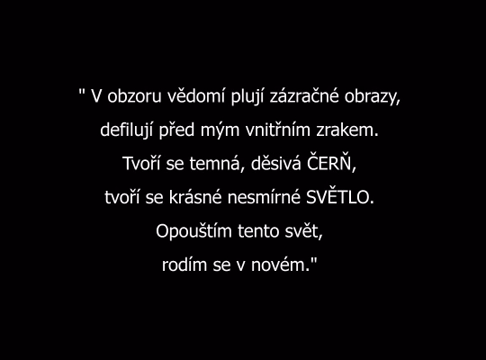 " V obzoru vědomí plují zázračné obrazy,
defilují před mým vnitřním zrakem.
Tvoří se temná, děsivá ČERŇ,
tvoří se krásné nesmírné SVĚTLO.
Opouštím tento svět,
rodím se v novém."